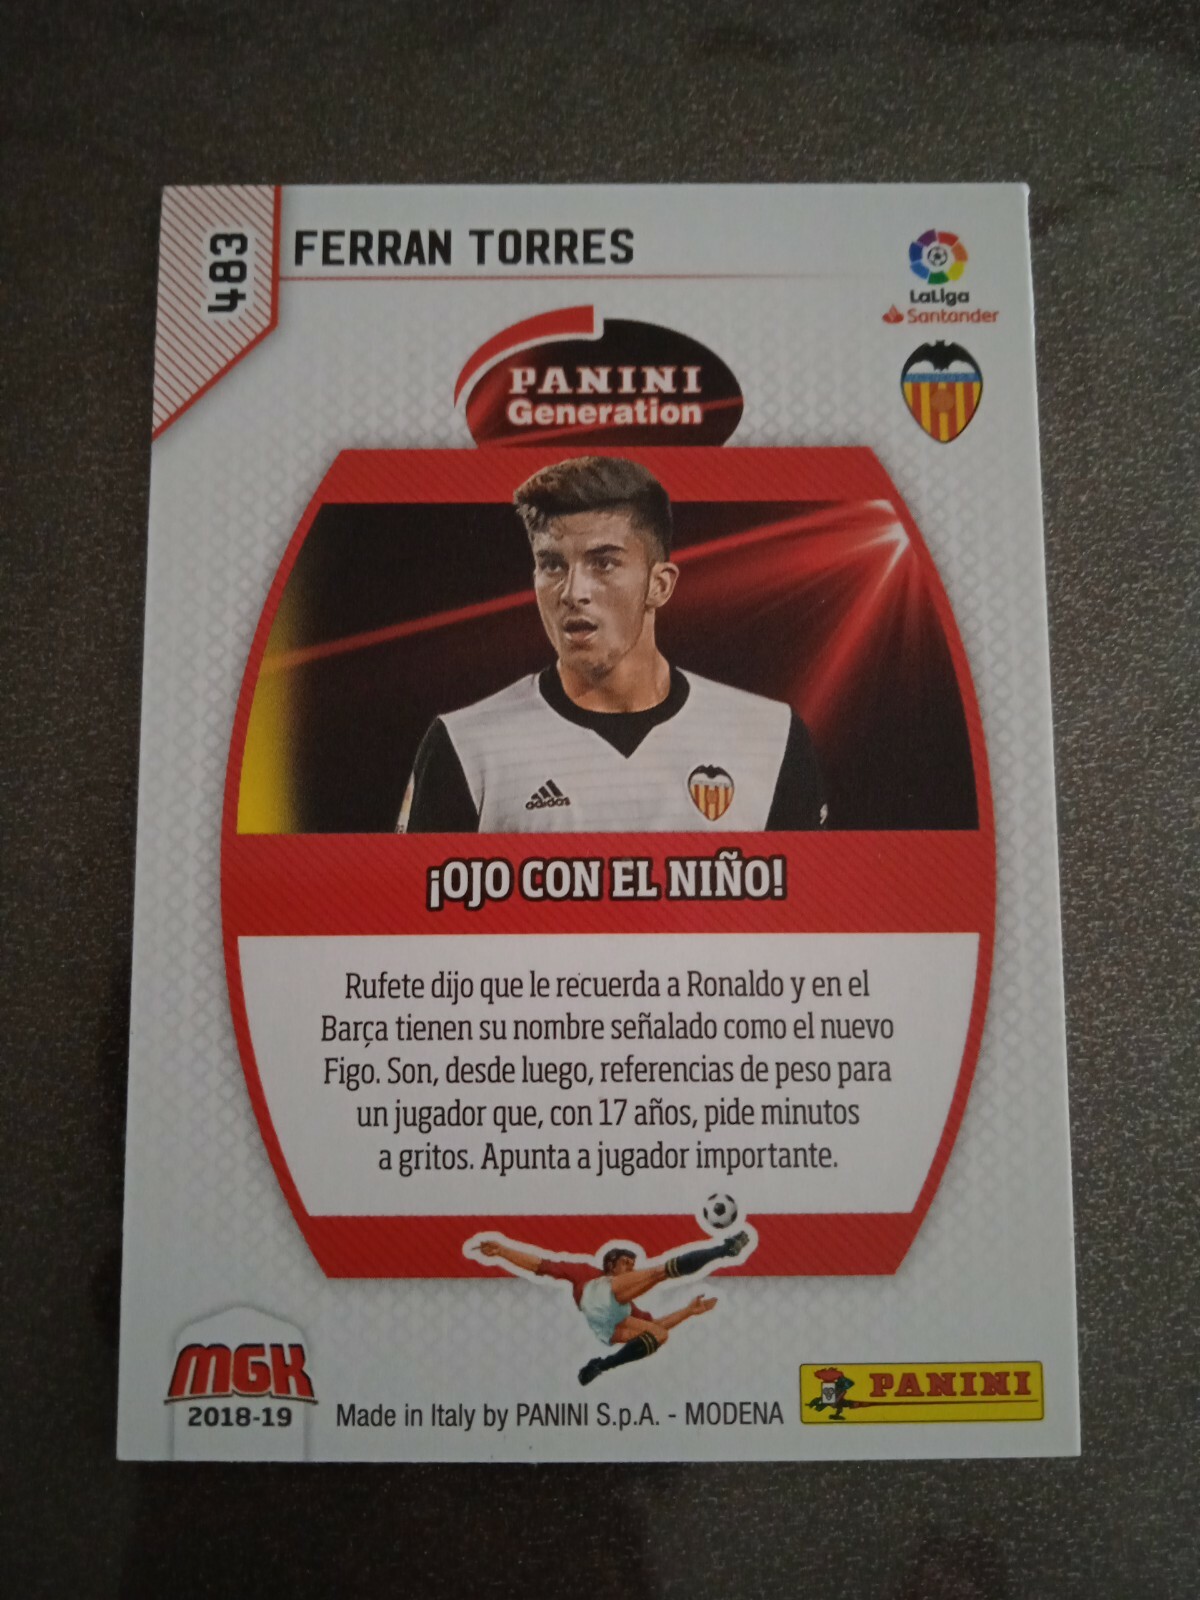 483
FERRAN TORRES
LaLiga
Santander
PANINI
Generation
adidas
¡OJO CON EL NIÑO!
Rufete dijo que le recuerda a Ronaldo y en el
Barça tienen su nombre señalado como el nuevo
Figo. Son, desde luego, referencias de peso para
un jugador que, con 17 años, pide minutos
a gritos. Apunta a jugador importante.
MGK
2018-19
Made in Italy by PANINI S.p.A. - MODENA
PANINI